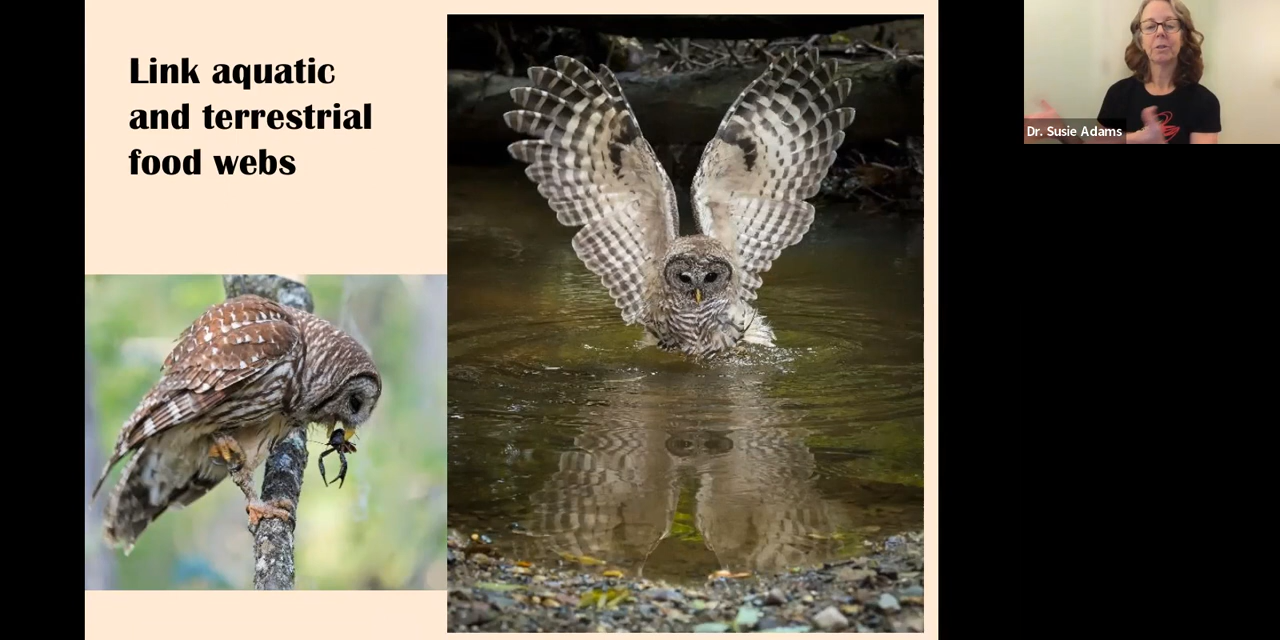 Link aquatic
and terrestrial
food webs
Dr. Susie Adams